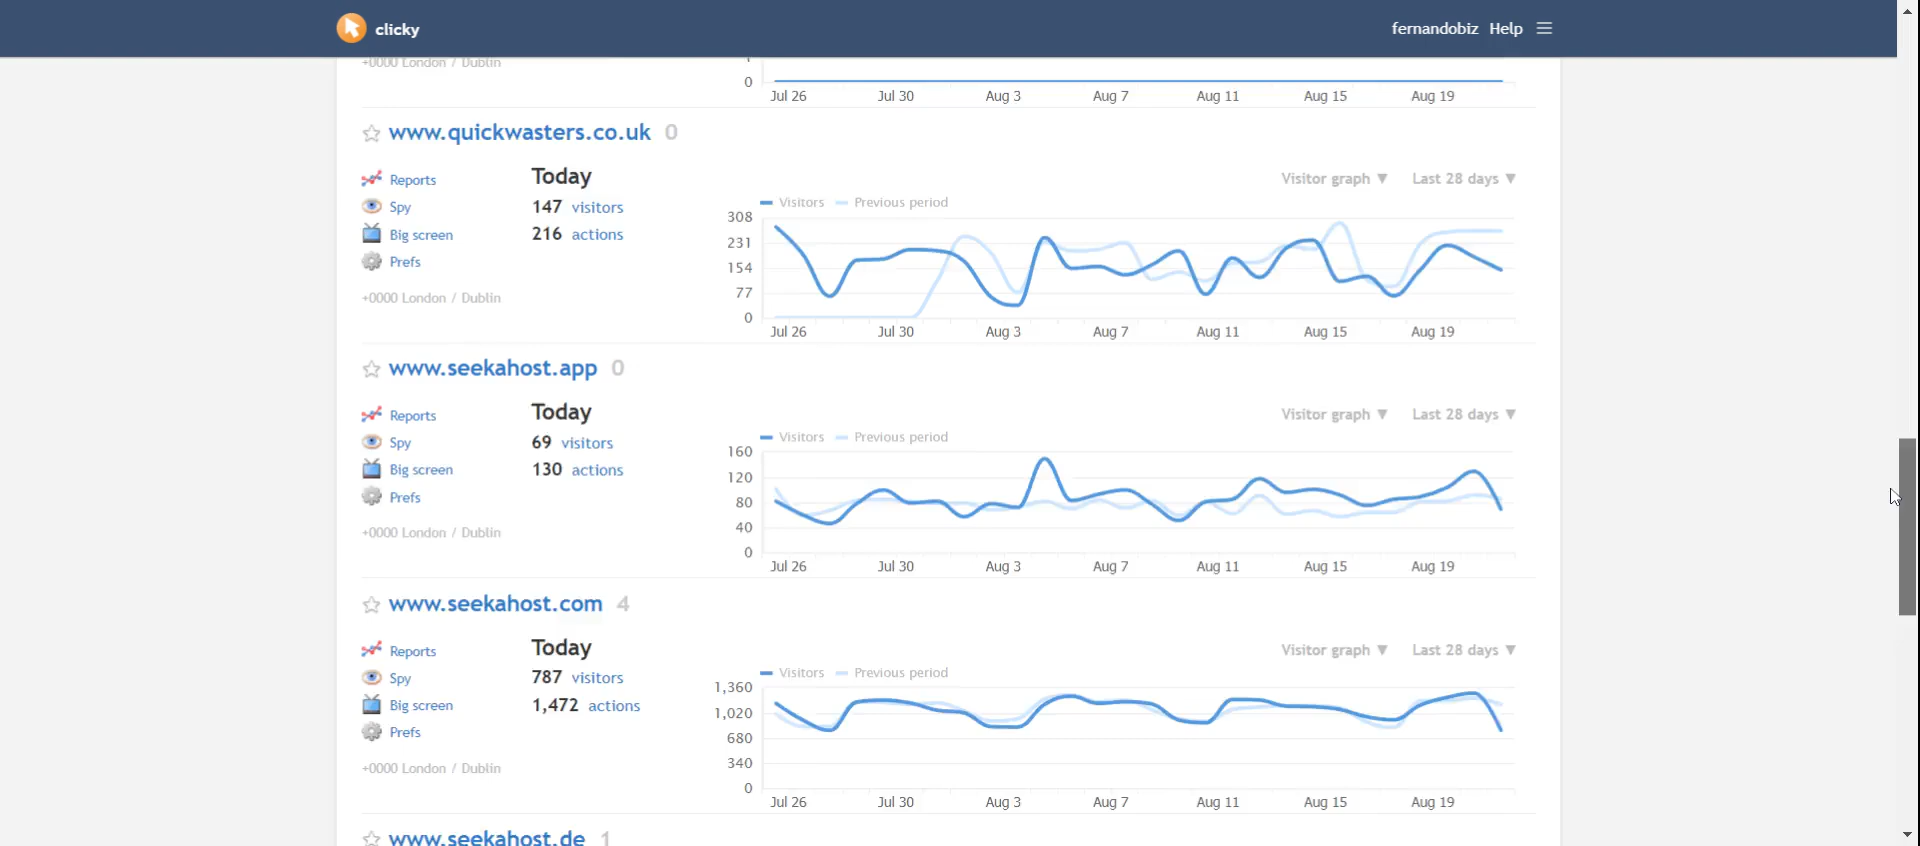 clicky
fernandobiz Help
+0000 London / Dublin
0
Jul 26 Jul 30 Aug 3 Aug 7 Aug 11 Aug 15 Aug 19
www.quickwasters.co.uk 0
Reports
Spy
Big screen
Prefs
+0000 London / Dublin
Today
147 visitors
216 actions
Visitor graph ▼ Last 28 days ▼
Visitors Previous period
308
231
154
77
0
Jul 26 Jul 30 Aug 3 Aug 7 Aug 11 Aug 15 Aug 19
www.seekahost.app 0
Reports
Spy
Big screen
Prefs
+0000 London / Dublin
Today
69 visitors
130 actions
Visitor graph ▼ Last 28 days ▼
Visitors Previous period
160
120
80
40
0
Jul 26 Jul 30 Aug 3 Aug 7 Aug 11 Aug 15 Aug 19
www.seekahost.com 4
Reports
Spy
Big screen
Prefs
+0000 London / Dublin
Today
787 visitors
1,472 actions
Visitor graph ▼ Last 28 days ▼
Visitors Previous period
1,360
1,020
680
340
0
Jul 26 Jul 30 Aug 3 Aug 7 Aug 11 Aug 15 Aug 19
www.seekahost.de 1